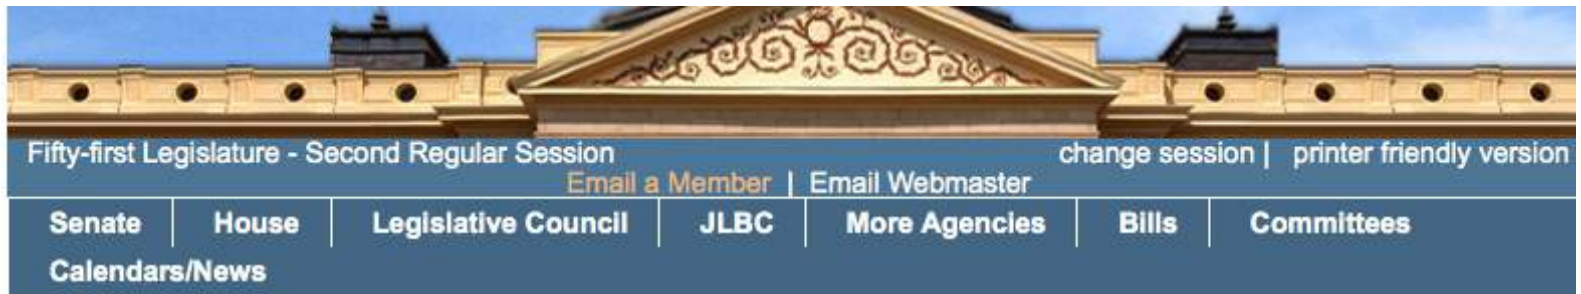 Fifty-first Legislature - Second Regular Session change session | printer friendly version
Email a Member | Email Webmaster
Senate House Legislative Council JLBC More Agencies Bills Committees
Calendars/News